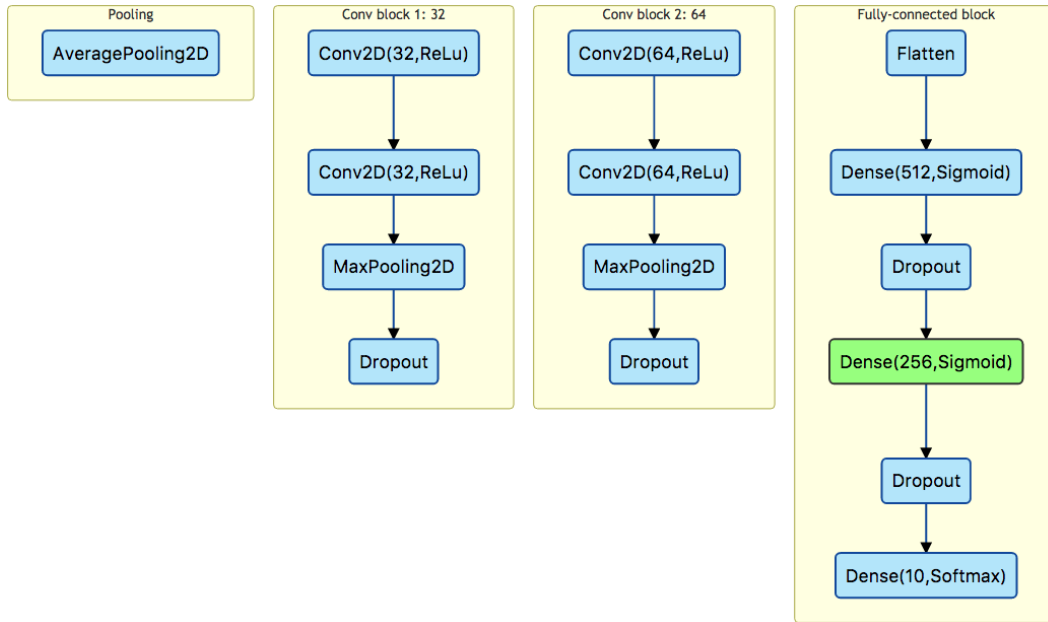 Pooling
AveragePooling2D
Conv block 1: 32
Conv2D(32,ReLu)
Conv2D(32,ReLu)
MaxPooling2D
Dropout
Conv block 2: 64
Conv2D(64,ReLu)
Conv2D(64,ReLu)
MaxPooling2D
Dropout
Fully-connected block
Flatten
Dense(512,Sigmoid)
Dropout
Dense(256,Sigmoid)
Dropout
Dense(10,Softmax)